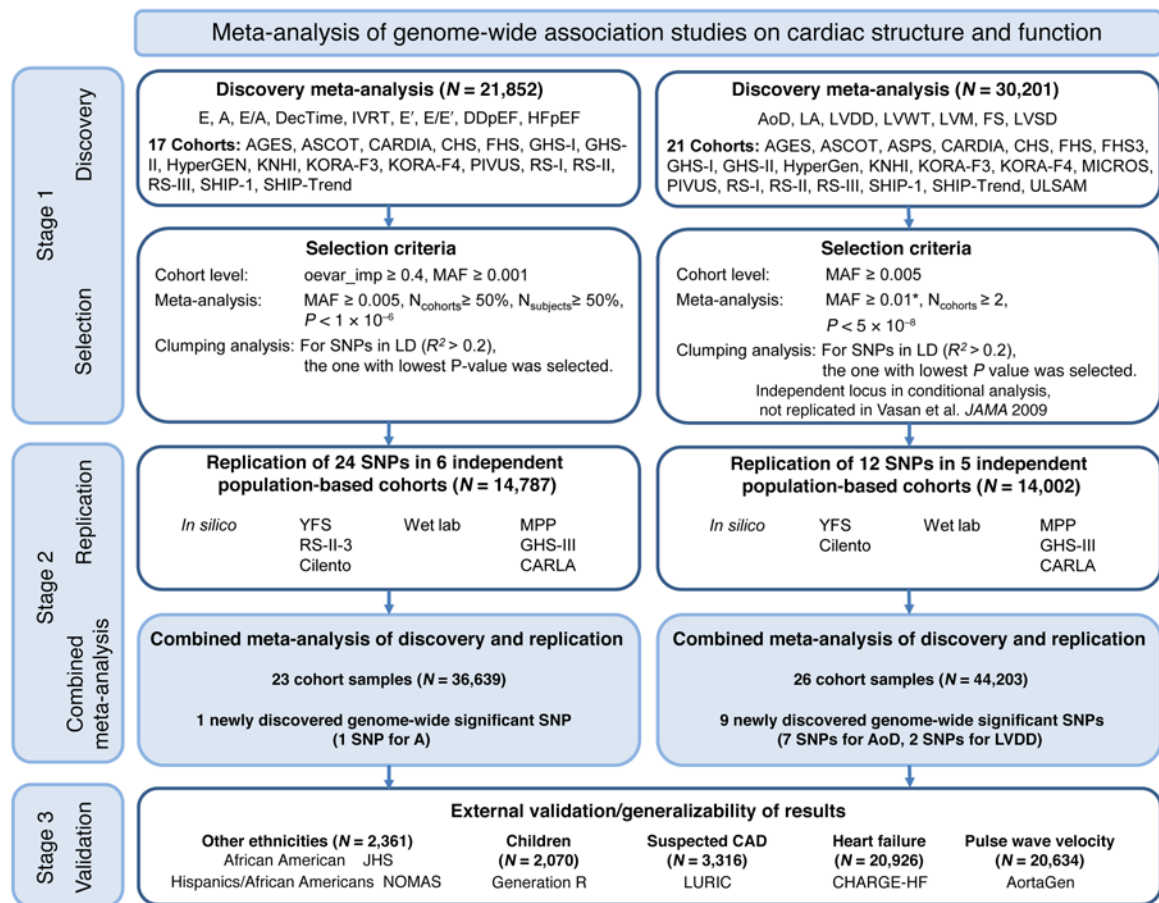 Meta-analysis of genome-wide association studies on cardiac structure and function
Stage 1
Discovery
Selection
Discovery meta-analysis (N = 21,852)
E, A, E/A, DecTime, IVRT, E′, E/E′, DDpEF, HFpEF
17 Cohorts: AGES, ASCOT, CARDIA, CHS, FHS, GHS-I, GHS-
II, HyperGEN, KNHI, KORA-F3, KORA-F4, PIVUS, RS-I, RS-II,
RS-III, SHIP-1, SHIP-Trend
Discovery meta-analysis (N = 30,201)
AoD, LA, LVDD, LVWT, LVM, FS, LVSD
21 Cohorts: AGES, ASCOT, ASPS, CARDIA, CHS, FHS, FHS3,
GHS-I, GHS-II, HyperGen, KNHI, KORA-F3, KORA-F4, MICROS,
PIVUS, RS-I, RS-II, RS-III, SHIP-1, SHIP-Trend, ULSAM
Selection criteria
Cohort level: oevar_imp ≥ 0.4, MAF ≥ 0.001
Meta-analysis: MAF ≥ 0.005, Ncohorts ≥ 50%, Nsubjects ≥ 50%,
P < 1 × 10⁻⁶
Clumping analysis: For SNPs in LD (R² > 0.2),
the one with lowest P-value was selected.
Selection criteria
Cohort level: MAF ≥ 0.005
Meta-analysis: MAF ≥ 0.01*, Ncohorts ≥ 2,
P < 5 × 10⁻⁸
Clumping analysis: For SNPs in LD (R² > 0.2),
the one with lowest P value was selected.
Independent locus in conditional analysis,
not replicated in Vasan et al. JAMA 2009
Stage 2
Replication
Combined
meta-analysis
Replication of 24 SNPs in 6 independent
population-based cohorts (N = 14,787)
In silico YFS Wet lab MPP
RS-II-3 GHS-III
Cilento CARLA
Replication of 12 SNPs in 5 independent
population-based cohorts (N = 14,002)
In silico YFS Wet lab MPP
Cilento GHS-III
CARLA
Combined meta-analysis of discovery and replication
23 cohort samples (N = 36,639)
1 newly discovered genome-wide significant SNP
(1 SNP for A)
Combined meta-analysis of discovery and replication
26 cohort samples (N = 44,203)
9 newly discovered genome-wide significant SNPs
(7 SNPs for AoD, 2 SNPs for LVDD)
Stage 3
Validation
External validation/generalizability of results
Other ethnicities (N = 2,361)
African American JHS
Hispanics/African Americans NOMAS
Children
(N = 2,070)
Generation R
Suspected CAD
(N = 3,316)
LURIC
Heart failure
(N = 20,926)
CHARGE-HF
Pulse wave velocity
(N = 20,634)
AortaGen